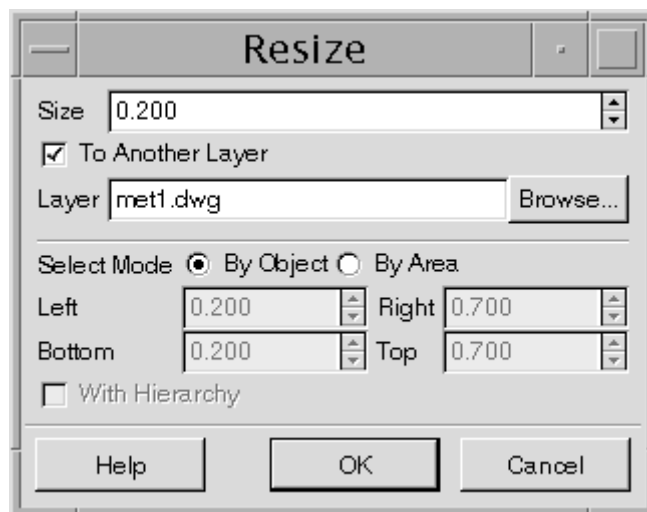 Resize
Size 0.200
To Another Layer
Layer met1.dwg Browse...
Select Mode By Object By Area
Left 0.200 Right 0.700
Bottom 0.200 Top 0.700
With Hierarchy
Help OK Cancel